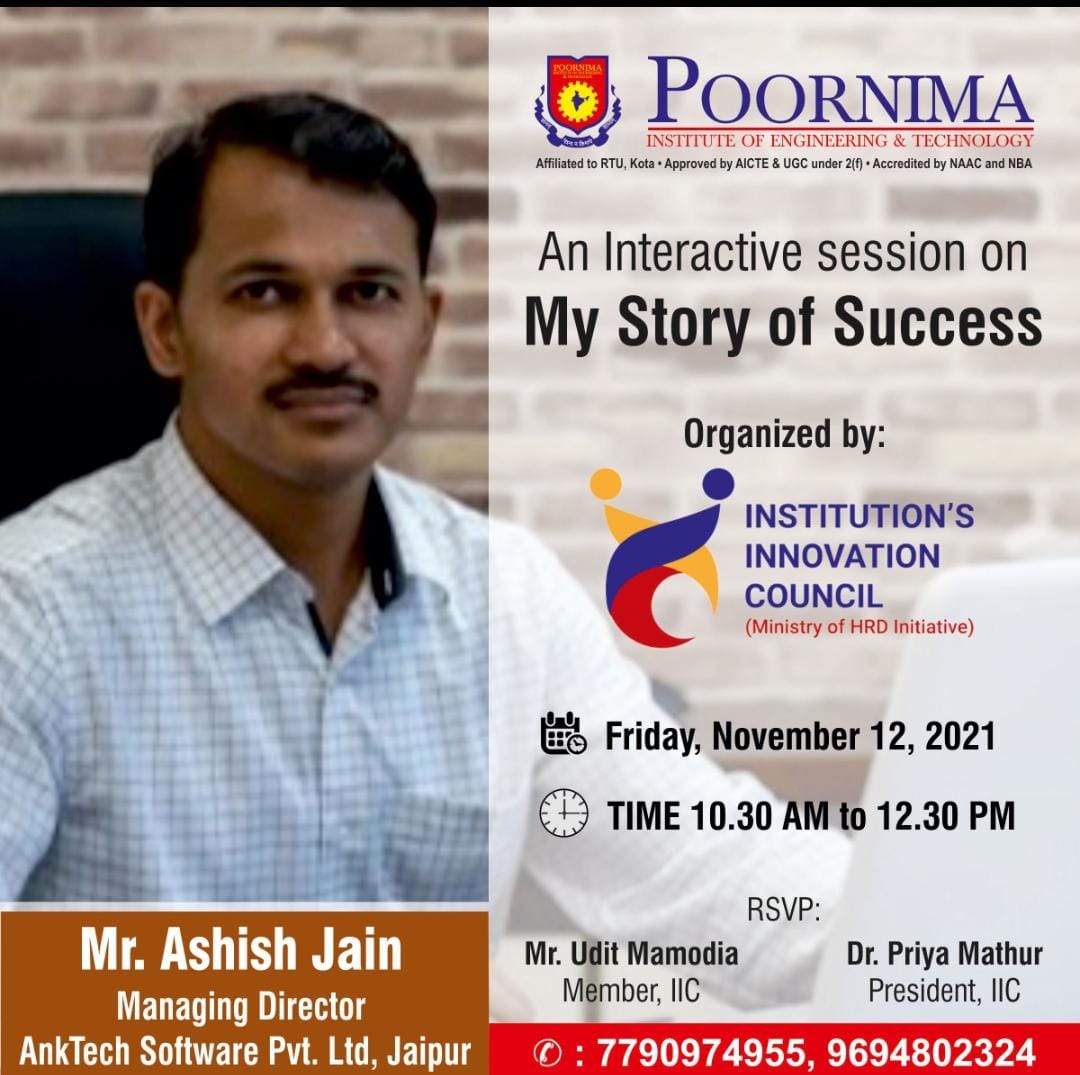 POORNIMA
POORNIMA
INSTITUTE OF ENGINEERING & TECHNOLOGY
Affiliated to RTU, Kota • Approved by AICTE & UGC under 2(f) • Accredited by NAAC and NBA
An Interactive session on
My Story of Success
Organized by:
INSTITUTION'S
INNOVATION
COUNCIL
(Ministry of HRD Initiative)
Friday, November 12, 2021
TIME 10.30 AM to 12.30 PM
RSVP:
Mr. Udit Mamodia
Member, IIC
Dr. Priya Mathur
President, IIC
✆ : 7790974955, 9694802324
Mr. Ashish Jain
Managing Director
AnkTech Software Pvt. Ltd, Jaipur